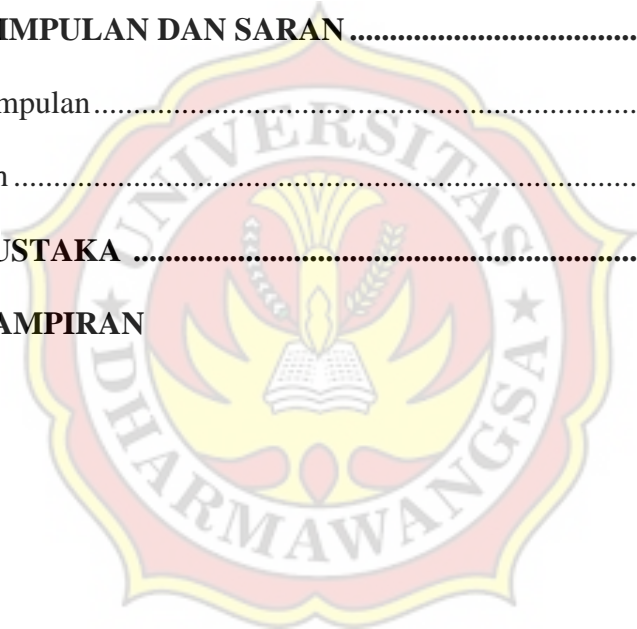 IMPULAN DAN SARAN ......................................
mpulan.......................................................................
n .................................................................................
USTAKA .................................................................
AMPIRAN
UNIVERSITAS
DHARMAWANGSA